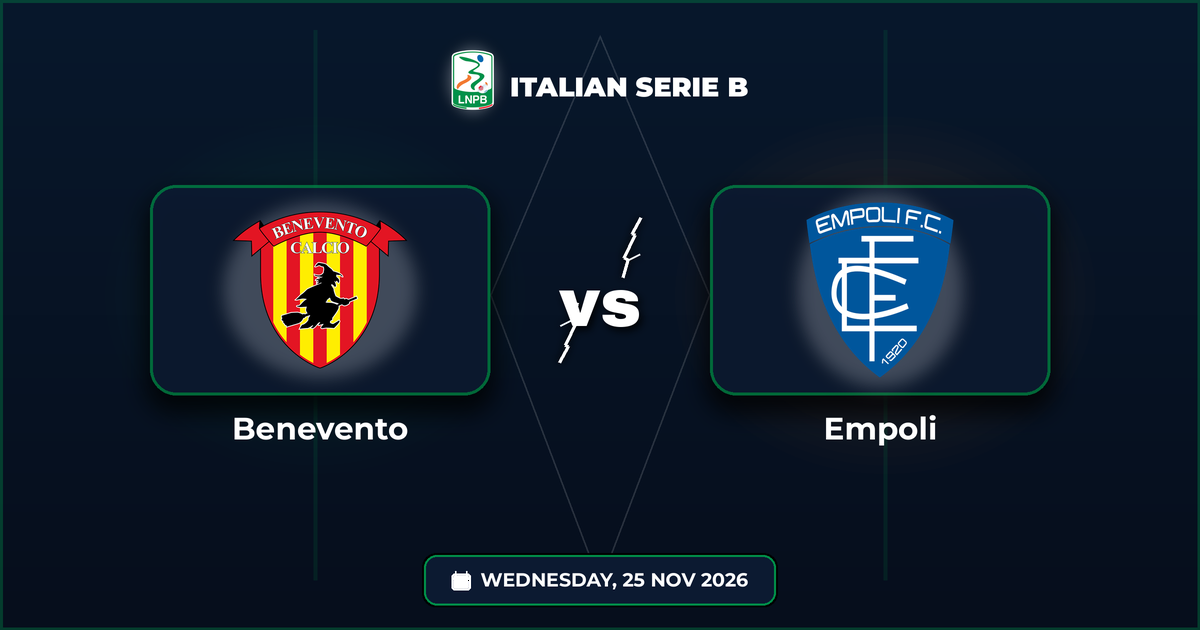 LNPB
ITALIAN SERIE B
BENEVENTO
CALCIO
VS
EMPOLI F.C.
1920
Benevento
Empoli
WEDNESDAY, 25 NOV 2026